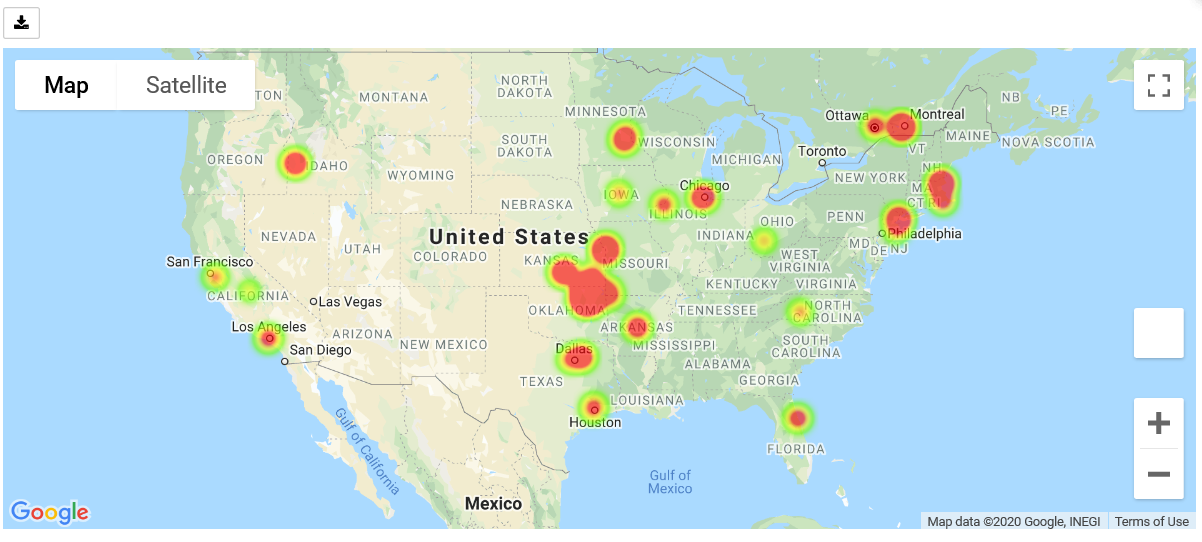 Map
Satellite
TON
MONTANA
NORTH
DAKOTA
MINNESOTA
Ottawa
Montreal
NB
PE
MAINE
NOVA SCOTIA
OREGON
IDAHO
SOUTH
DAKOTA
WISCONSIN
MICHIGAN
Toronto
VT
NH
WYOMING
NEW YORK
MA
CT
RI
IOWA
Chicago
ILLINOIS
NEBRASKA
PENN
Philadelphia
NEVADA
UTAH
United States
COLORADO
INDIANA
OHIO
MD
DE
NJ
San Francisco
KANSAS
MISSOURI
WEST
VIRGINIA
KENTUCKY
VIRGINIA
CALIFORNIA
Las Vegas
OKLAHOMA
TENNESSEE
NORTH
CAROLINA
Los Angeles
ARIZONA
NEW MEXICO
ARKANSAS
MISSISSIPPI
SOUTH
CAROLINA
San Diego
Dallas
ALABAMA
TEXAS
GEORGIA
LOUISIANA
Houston
FLORIDA
Gulf of California
Gulf of
Mexico
Mexico
Google
Map data ©2020 Google, INEGI
Terms of Use